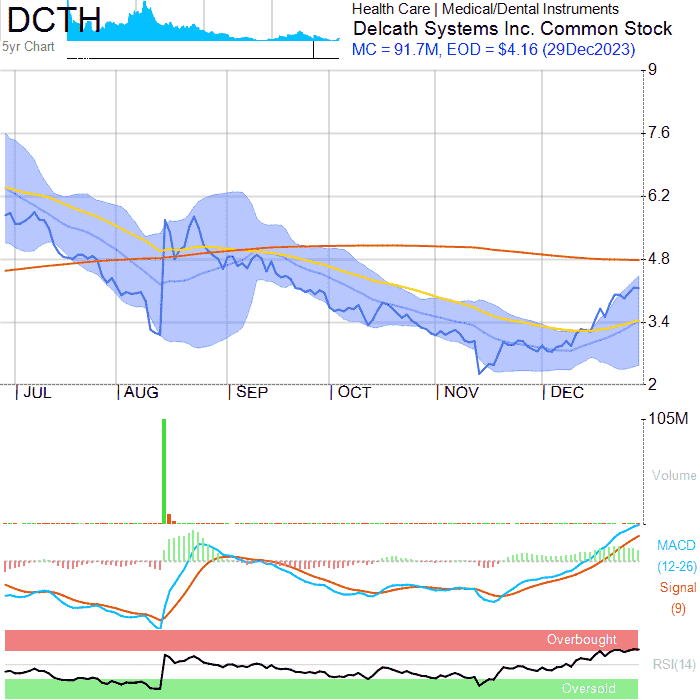 DCTH
5yr Chart
Health Care | Medical/Dental Instruments
Delcath Systems Inc. Common Stock
MC = 91.7M, EOD = $4.16 (29Dec2023)
9
7.6
6.2
4.8
3.4
2
JUL AUG SEP OCT NOV DEC
105M
Volume
MACD
(12-26)
Signal
(9)
Overbought
RSI(14)
Oversold